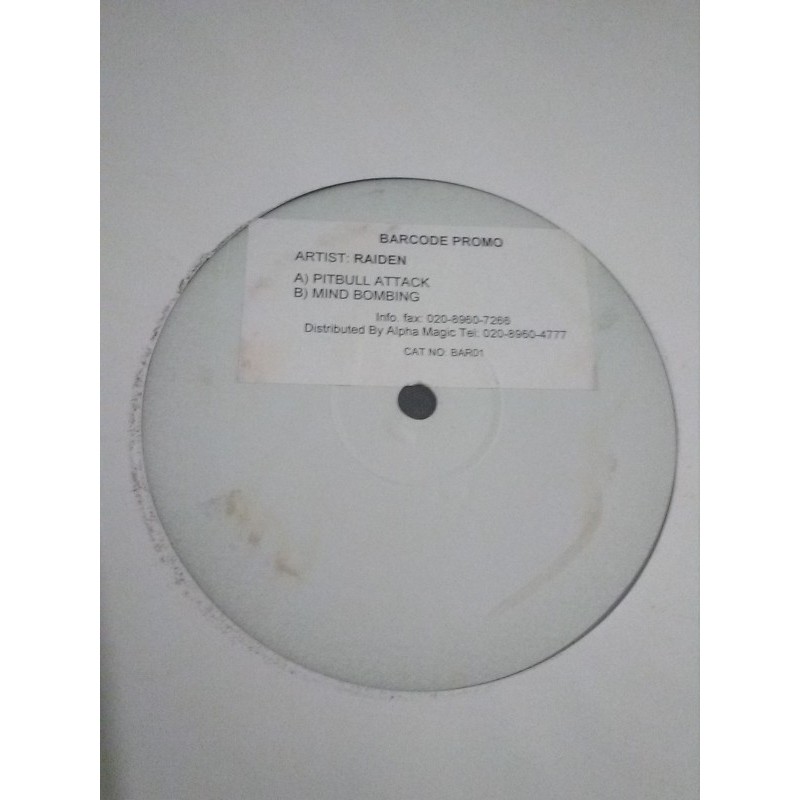 BARCODE PROMO
ARTIST: RAIDEN
A) PITBULL ATTACK
B) MIND BOMBING
Info. fax: 020-8960-7266
Distributed By Alpha Magic Tel: 020-8960-4777
CAT NO: BAR01